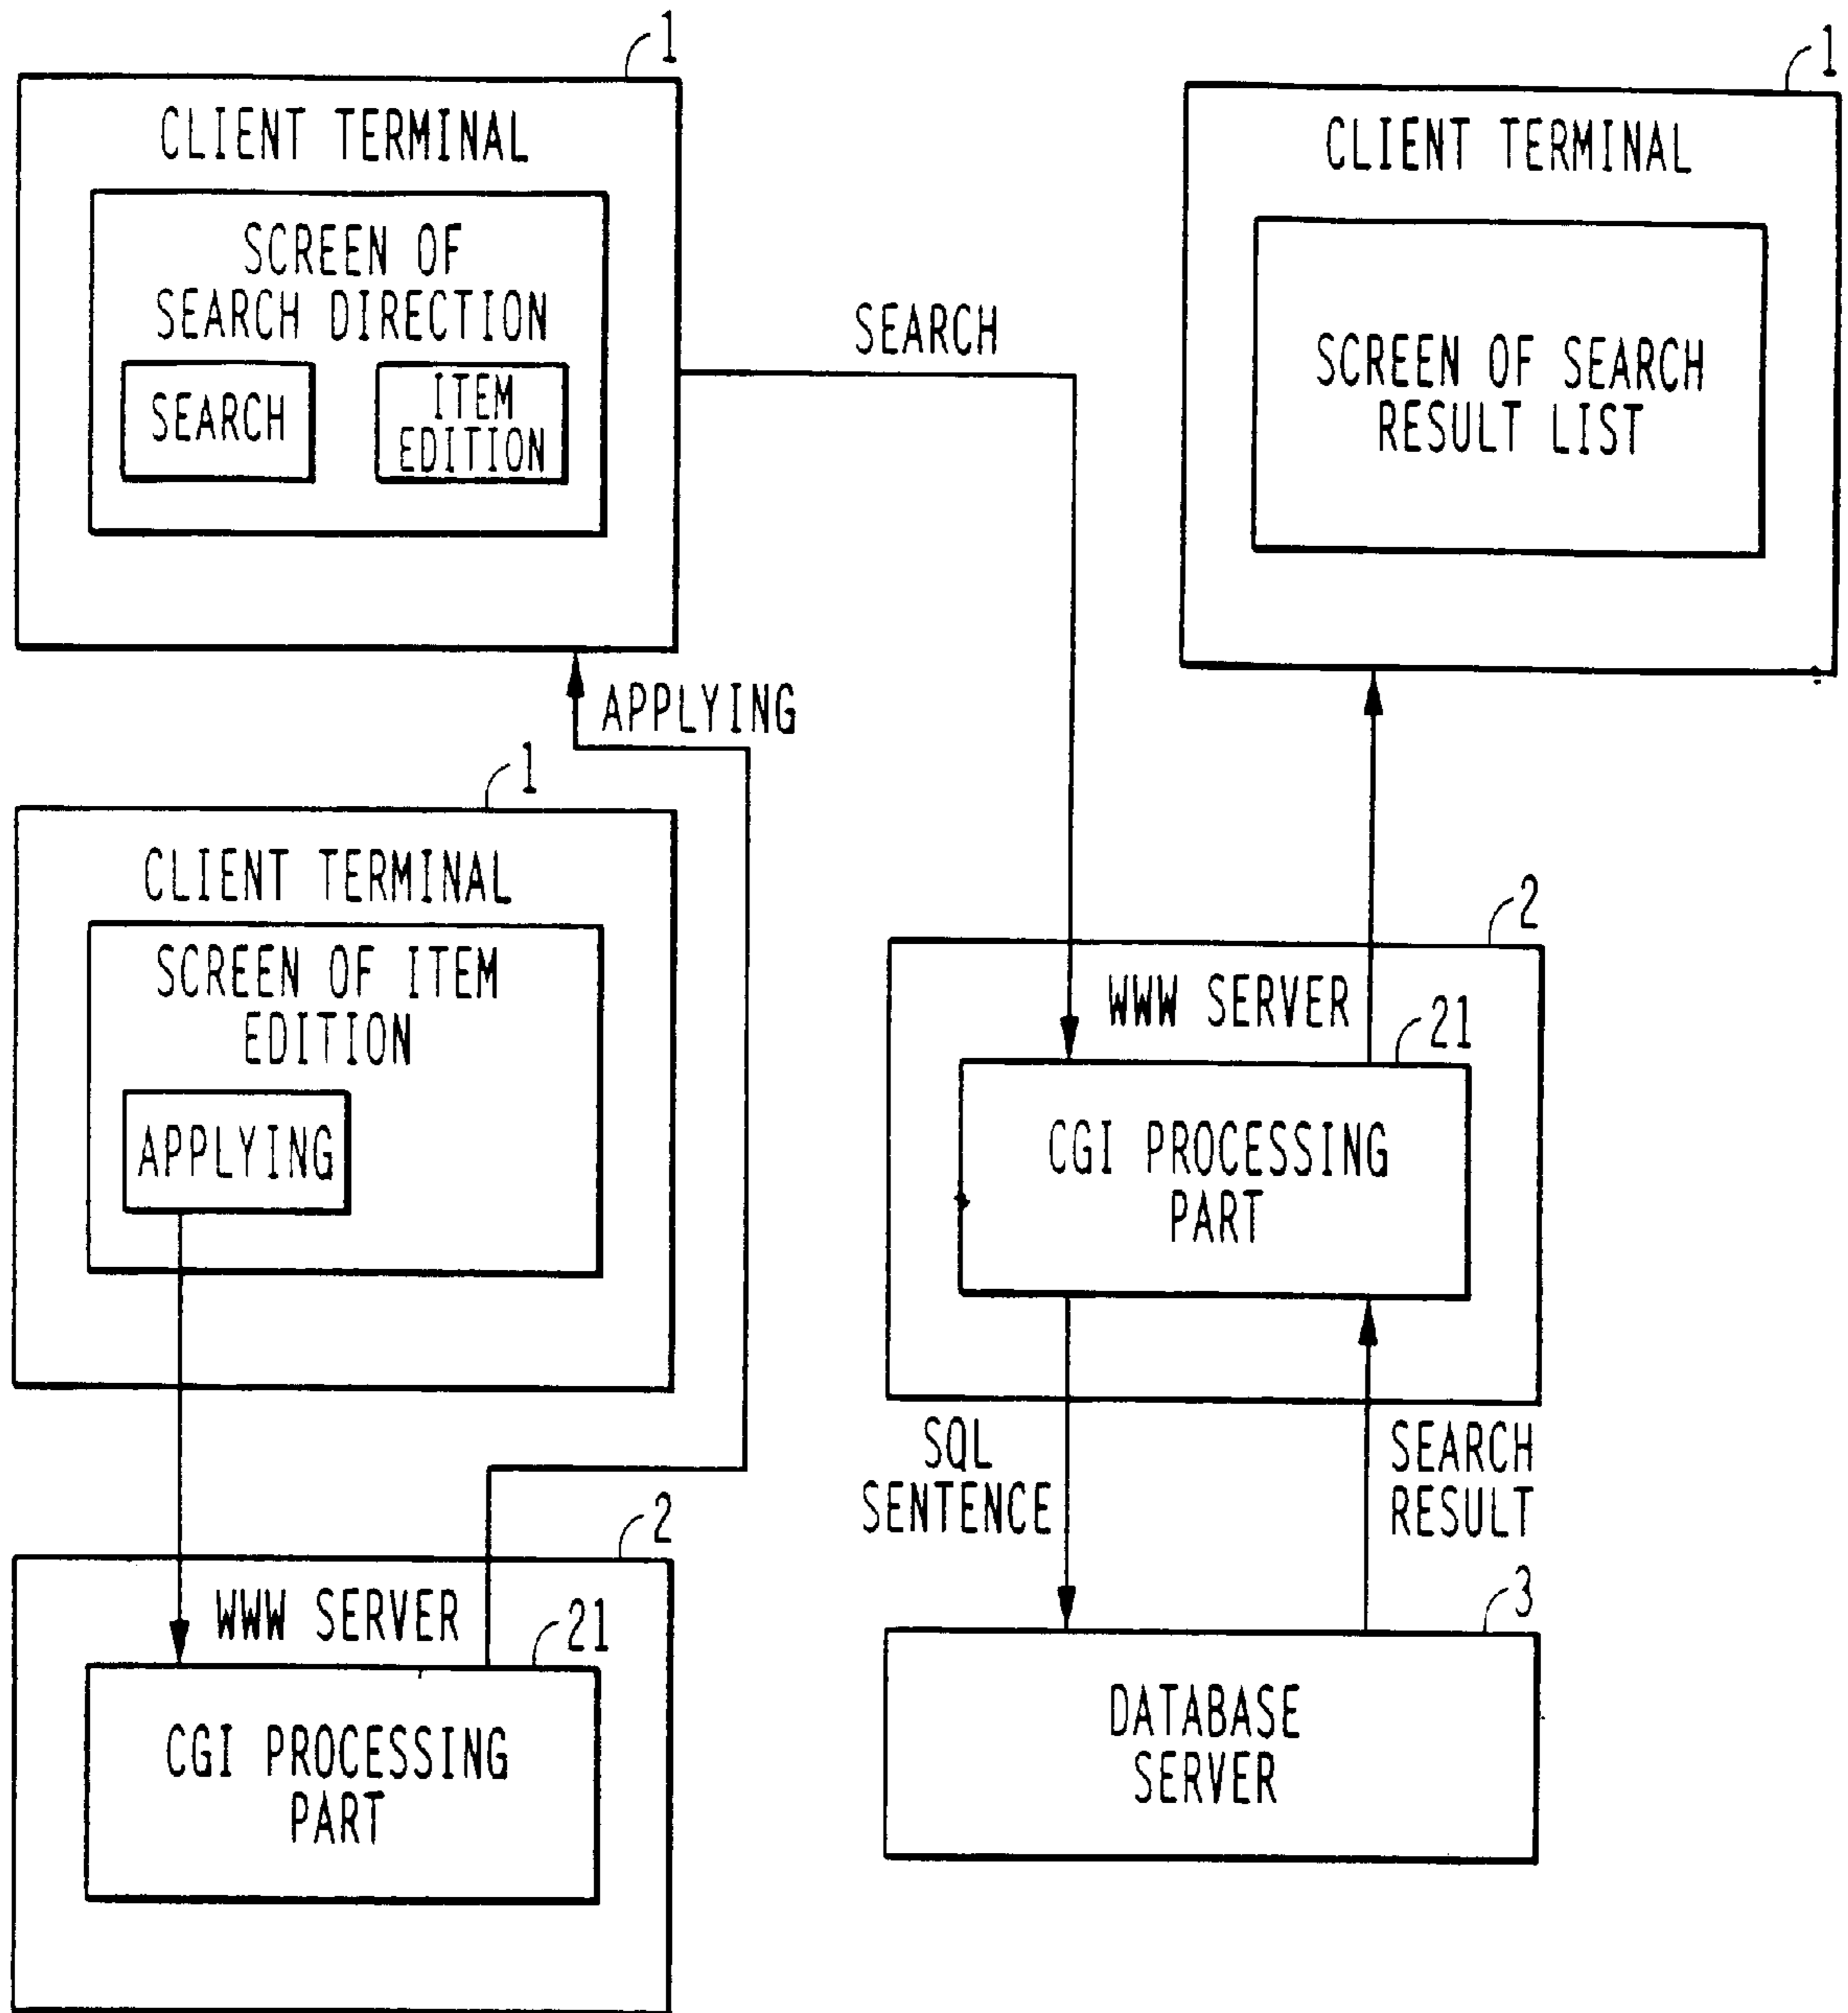 1
CLIENT TERMINAL
SCREEN OF
SEARCH DIRECTION
SEARCH
ITEM
EDITION
SEARCH
1
CLIENT TERMINAL
SCREEN OF SEARCH
RESULT LIST
APPLYING
1
CLIENT TERMINAL
SCREEN OF ITEM
EDITION
APPLYING
2
WWW SERVER
21
CGI PROCESSING
PART
2
WWW SERVER
21
CGI PROCESSING
PART
SQL
SENTENCE
SEARCH
RESULT
3
DATABASE
SERVER